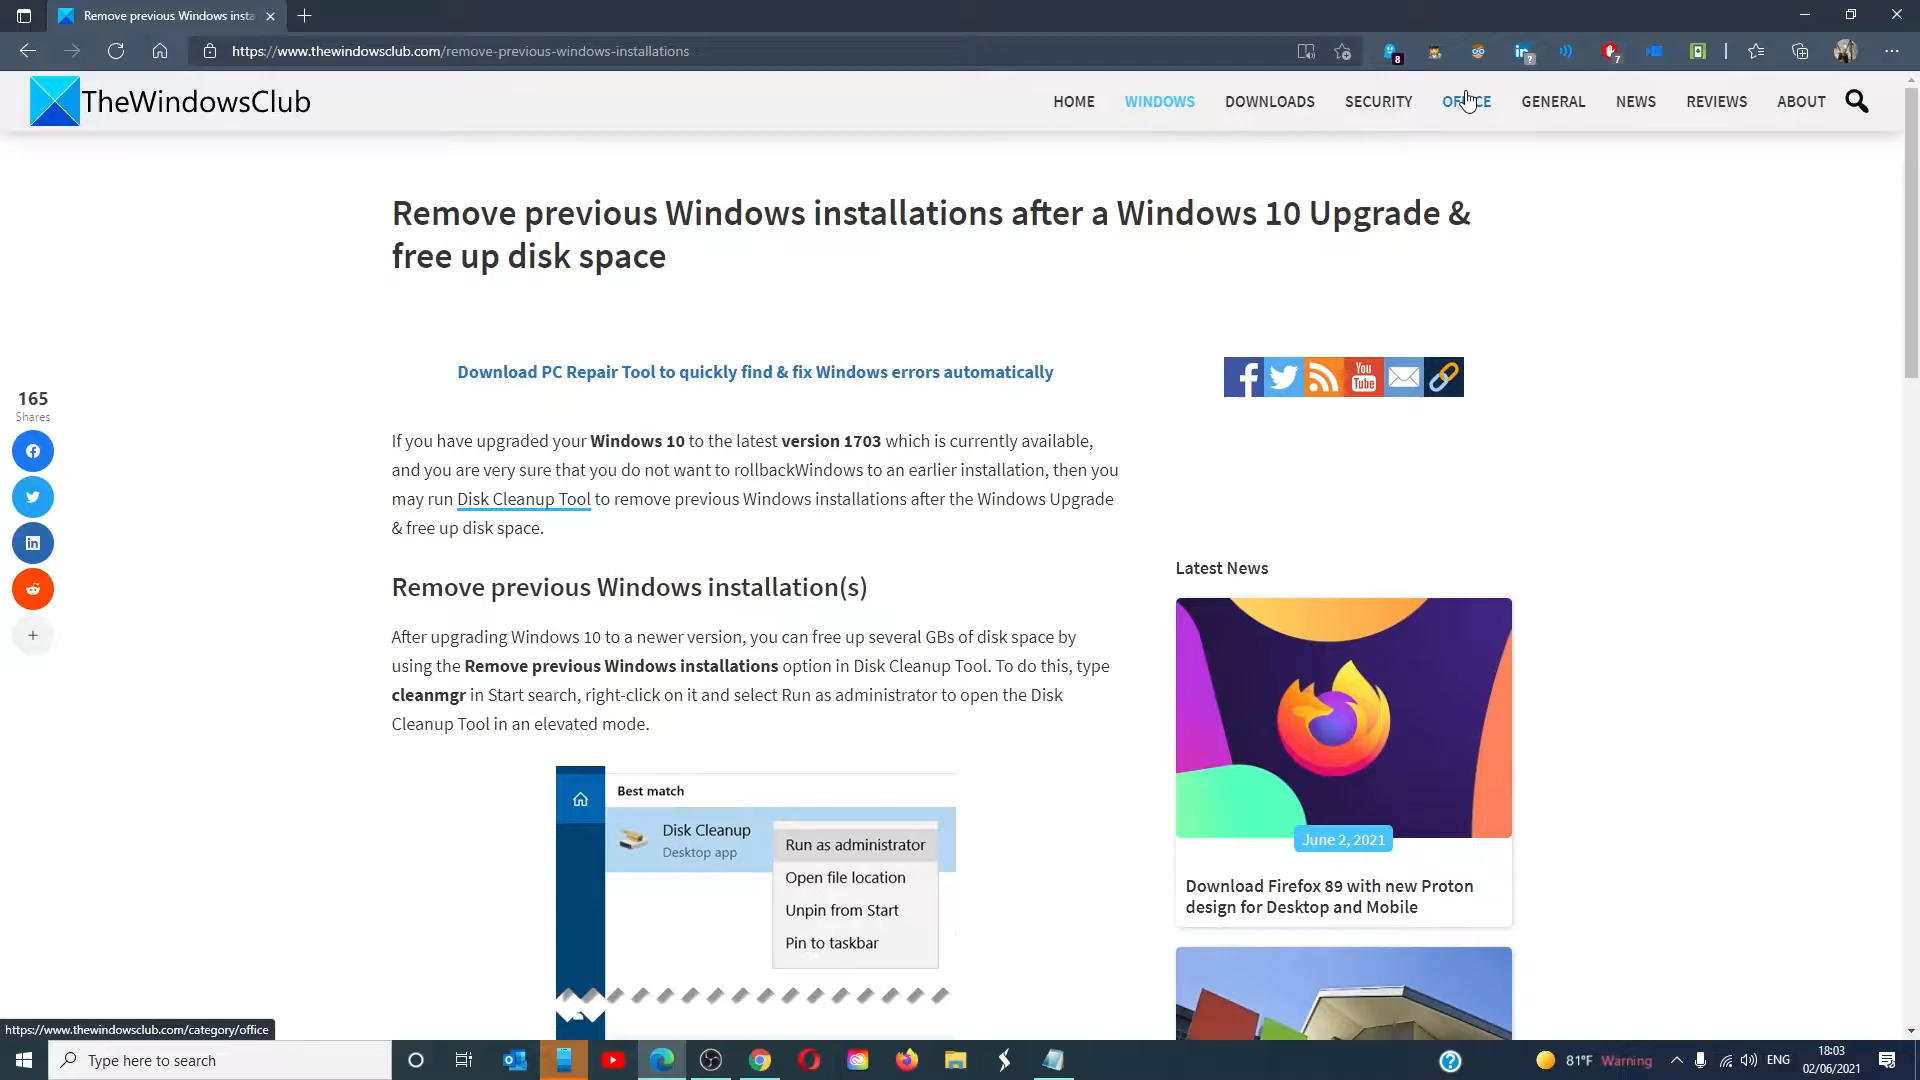 Remove previous Windows insta
https://www.thewindowsclub.com/remove-previous-windows-installations
8
?
7
TheWindowsClub
HOME WINDOWS DOWNLOADS SECURITY OFFICE GENERAL NEWS REVIEWS ABOUT
Remove previous Windows installations after a Windows 10 Upgrade &
free up disk space
Download PC Repair Tool to quickly find & fix Windows errors automatically
You
Tube
165
Shares
If you have upgraded your Windows 10 to the latest version 1703 which is currently available,
and you are very sure that you do not want to rollbackWindows to an earlier installation, then you
may run Disk Cleanup Tool to remove previous Windows installations after the Windows Upgrade
& free up disk space.
Remove previous Windows installation(s)
After upgrading Windows 10 to a newer version, you can free up several GBs of disk space by
using the Remove previous Windows installations option in Disk Cleanup Tool. To do this, type
cleanmgr in Start search, right-click on it and select Run as administrator to open the Disk
Cleanup Tool in an elevated mode.
Best match
Disk Cleanup
Desktop app
Run as administrator
Open file location
Unpin from Start
Pin to taskbar
Latest News
June 2, 2021
Download Firefox 89 with new Proton
design for Desktop and Mobile
https://www.thewindowsclub.com/category/office
Type here to search
81°F Warning
ENG
18:03
02/06/2021